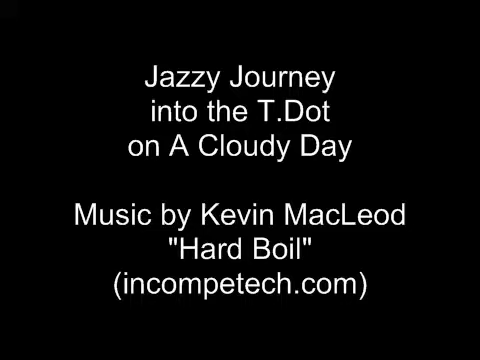 Jazzy Journey
into the T.Dot
on A Cloudy Day
Music by Kevin MacLeod
"Hard Boil"
(incompetech.com)